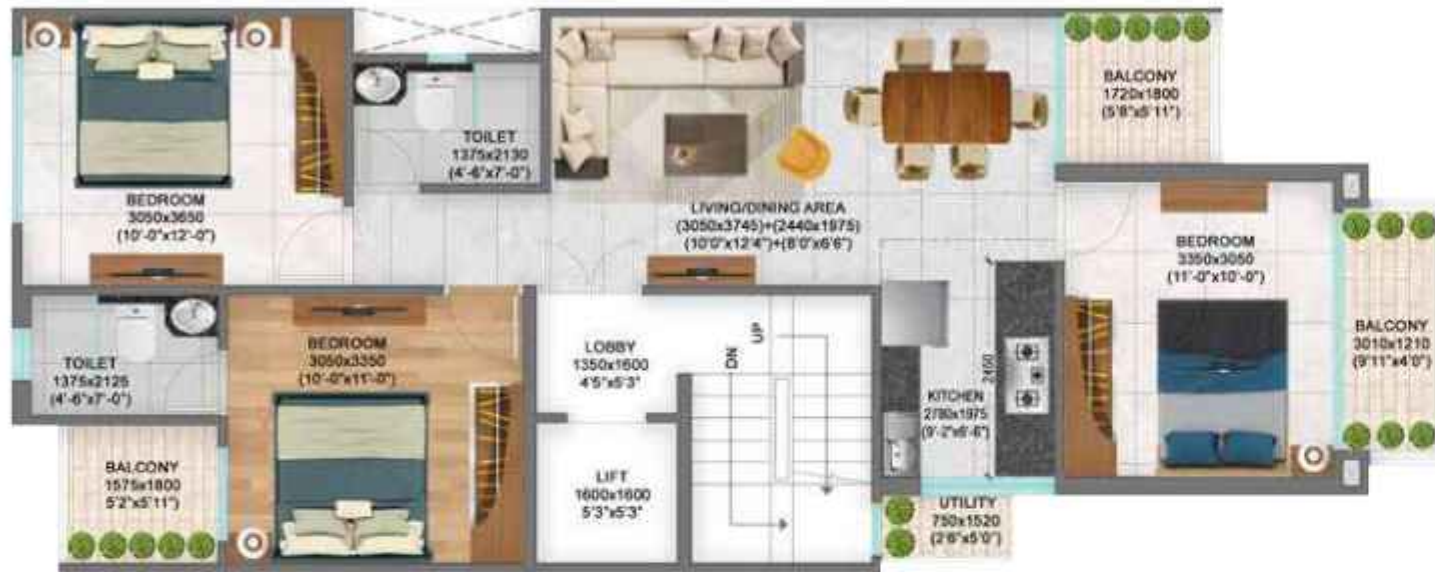 BEDROOM
3050x3650
(10'-0"x12'-0")
TOILET
1375x2130
(4'-6"x7'-0")
LIVING/DINING AREA
(3050x3745)+(2440x1975)
(10'0"x12'4")+(8'0"x6'6")
BALCONY
1720x1800
(5'8"x5'11")
BEDROOM
3350x3050
(11'-0"x10'-0")
BALCONY
3010x1210
(9'11"x4'0")
TOILET
1375x2125
(4'-6"x7'-0")
BEDROOM
3050x3350
(10'-0"x11'-0")
LOBBY
1350x1600
4'5"x5'3"
DN
UP
2450
KITCHEN
2780x1975
(9'-2"x6'-6")
BALCONY
1575x1800
5'2"x5'11")
LIFT
1600x1600
5'3"x5'3"
UTILITY
750x1520
(2'6"x5'0")